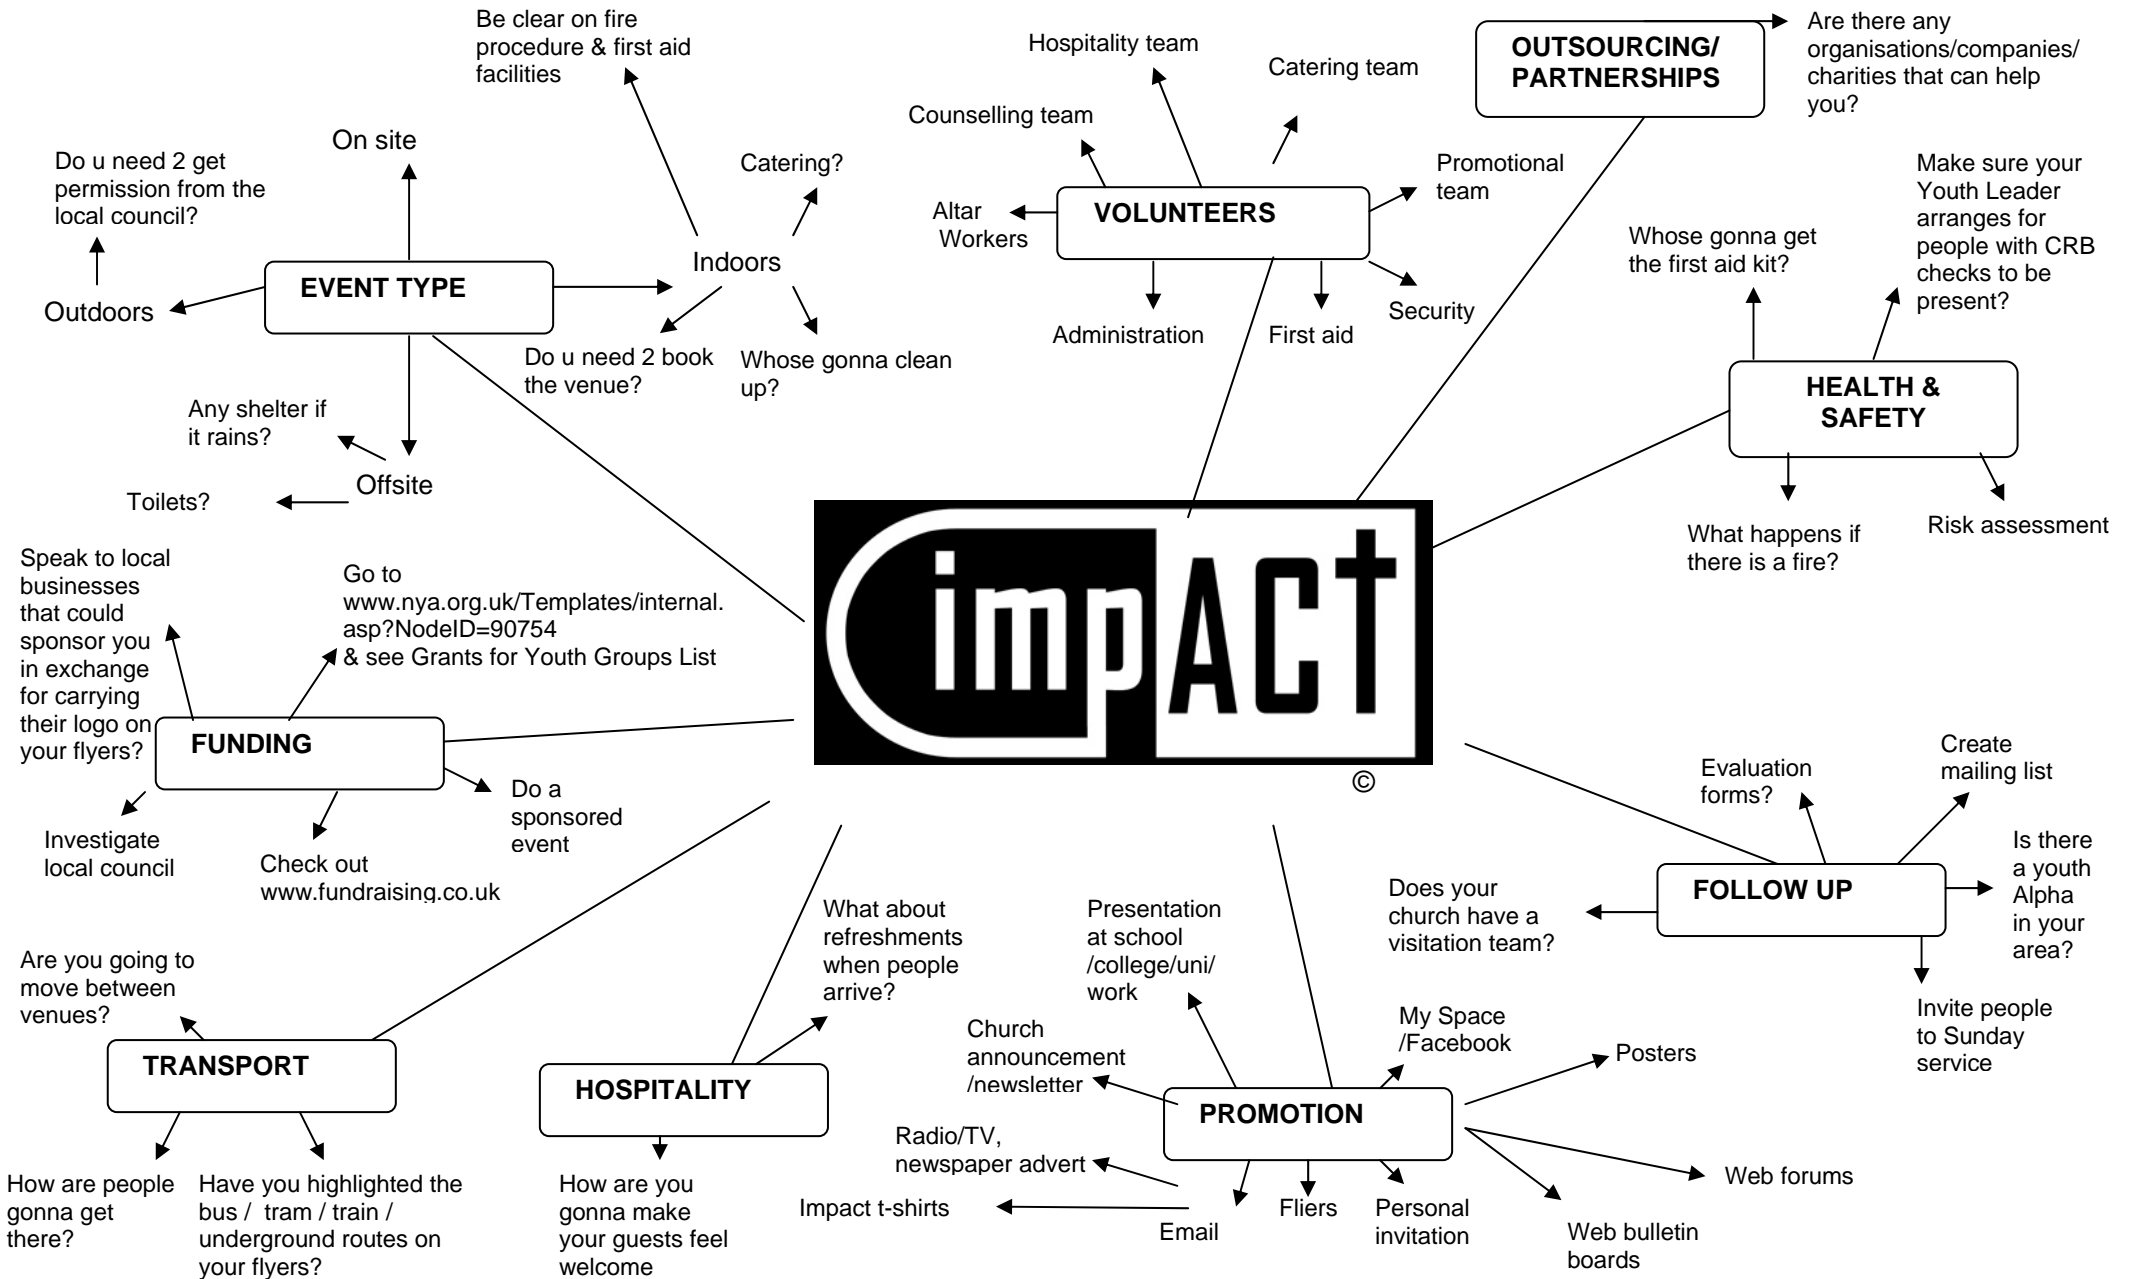 Be clear on fire
procedure & first aid
facilities
On site
Do u need 2 get
permission from the
local council?
Catering?
Indoors
EVENT TYPE
Outdoors
Do u need 2 book
the venue?
Whose gonna clean
up?
Any shelter if
it rains?
Offsite
Toilets?
Hospitality team
Catering team
Counselling team
Promotional
team
Altar
Workers
VOLUNTEERS
Administration
First aid
Security
OUTSOURCING/
PARTNERSHIPS
Are there any
organisations/companies/
charities that can help
you?
Make sure your
Youth Leader
arranges for
people with CRB
checks to be
present?
Whose gonna get
the first aid kit?
HEALTH &
SAFETY
What happens if
there is a fire?
Risk assessment
impACt
©
Speak to local
businesses
that could
sponsor you
in exchange
for carrying
their logo on
your flyers?
Go to
www.nya.org.uk/Templates/internal.
asp?NodeID=90754
& see Grants for Youth Groups List
FUNDING
Do a
sponsored
event
Investigate
local council
Check out
www.fundraising.co.uk
Evaluation
forms?
Create
mailing list
Is there
a youth
Alpha
in your
area?
Does your
church have a
visitation team?
FOLLOW UP
Invite people
to Sunday
service
Are you going to
move between
venues?
TRANSPORT
How are people
gonna get
there?
Have you highlighted the
bus / tram / train /
underground routes on
your flyers?
What about
refreshments
when people
arrive?
HOSPITALITY
How are you
gonna make
your guests feel
welcome
Presentation
at school
/college/uni/
work
Church
announcement
/newsletter
My Space
/Facebook
Posters
PROMOTION
Radio/TV,
newspaper advert
Impact t-shirts
Email
Fliers
Personal
invitation
Web forums
Web bulletin
boards